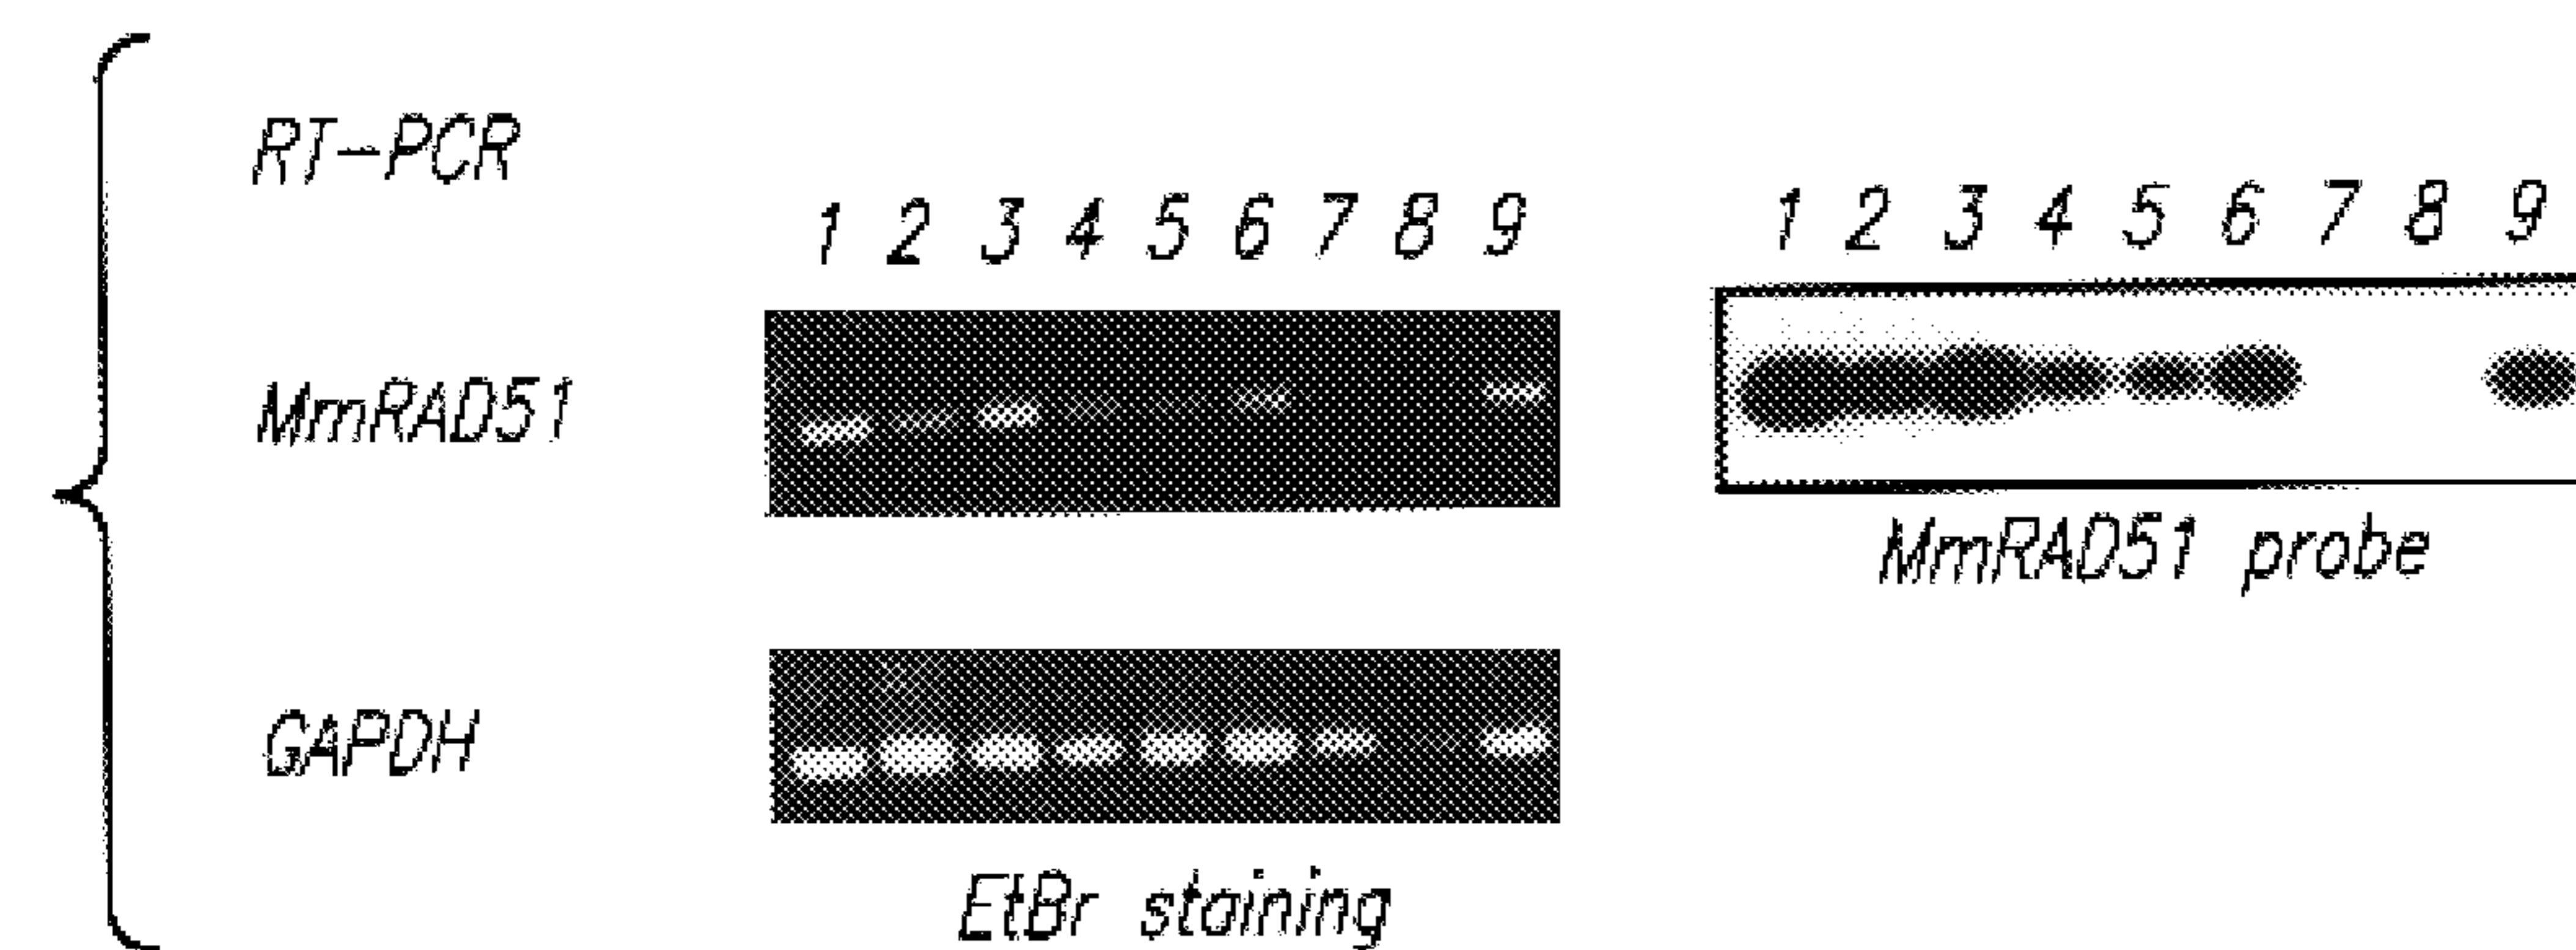 RT-PCR
1 2 3 4 5 6 7 8 9
1 2 3 4 5 6 7 8 9
MmRAD51
MmRAD51 probe
GAPDH
EtBr staining